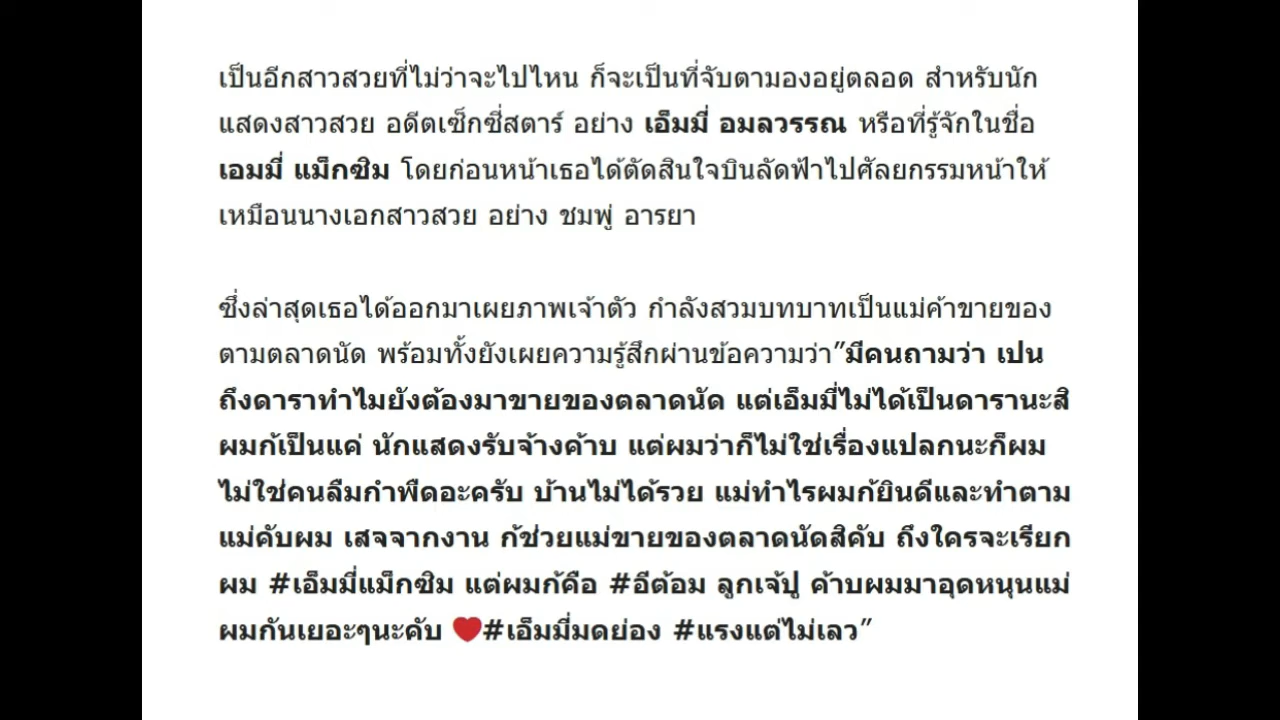 เป็นอีกสาวสวยที่ไม่ว่าจะไปไหน ก็จะเป็นที่จับตามองอยู่ตลอด สำหรับนัก
แสดงสาวสวย อดีตเซ็กซี่สตาร์ อย่าง เอ็มมี่ อมลวรรณ หรือที่รู้จักในชื่อ
เอมมี่ แม็กซิม โดยก่อนหน้าเธอได้ตัดสินใจบินลัดฟ้าไปศัลยกรรมหน้าให้
เหมือนนางเอกสาวสวย อย่าง ชมพู่ อารยา
ซึ่งล่าสุดเธอได้ออกมาเผยภาพเจ้าตัว กำลังสวมบทบาทเป็นแม่ค้าขายของ
ตามตลาดนัด พร้อมทั้งยังเผยความรู้สึกผ่านข้อความว่า”มีคนถามว่า เปน
ถึงดาราทำไมยังต้องมาขายของตลาดนัด แต่เอ็มมี่ไม่ได้เป็นดารานะสิ
ผมก้เป็นแค่ นักแสดงรับจ้างค้าบ แต่ผมว่าก็ไม่ใช่เรื่องแปลกนะก็ผม
ไม่ใช่คนลืมกำพืดอะครับ บ้านไม่ได้รวย แม่ทำไรผมก้ยินดีและทำตาม
แม่คับผม เสจจากงาน ก้ช่วยแม่ขายของตลาดนัดสิคับ ถึงใครจะเรียก
ผม #เอ็มมี่แม็กซิม แต่ผมก้คือ #อีต้อม ลูกเจ้ปู ค้าบผมมาอุดหนุนแม่
ผมกันเยอะๆนะคับ ❤️#เอ็มมี่มดย่อง #แรงแต่ไม่เลว”